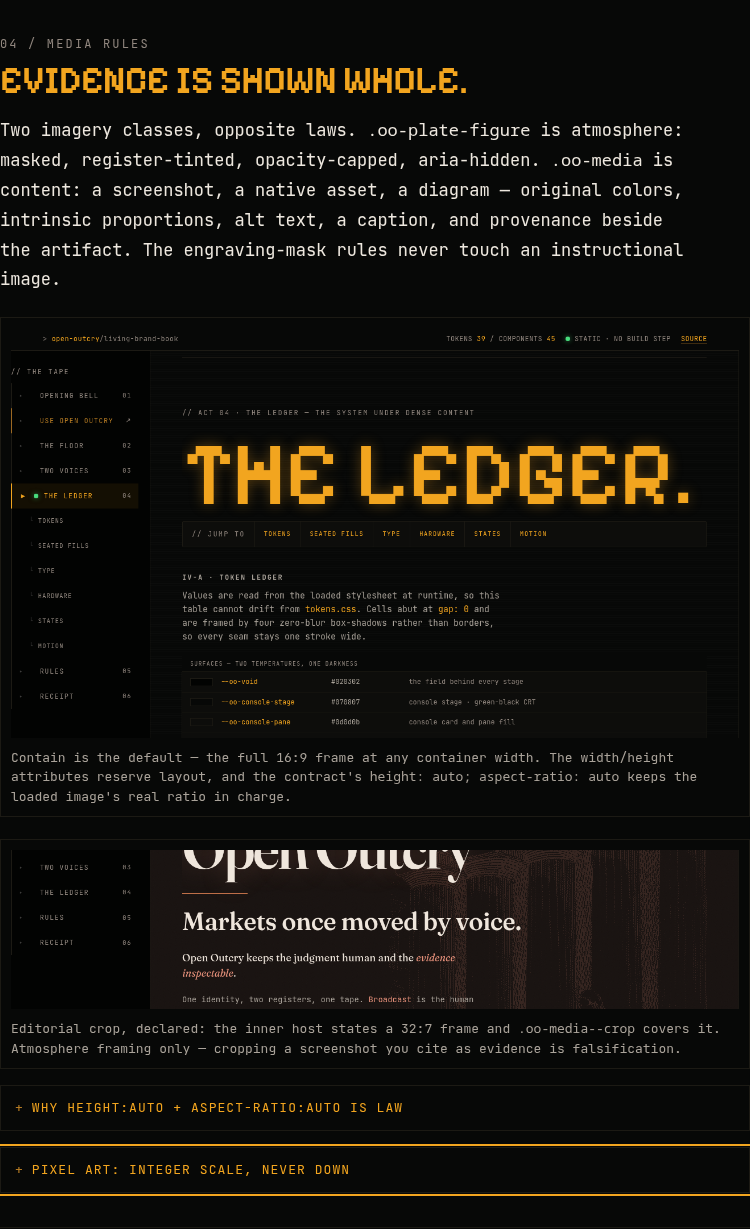 04 / MEDIA RULES
EVIDENCE IS SHOWN WHOLE.
Two imagery classes, opposite laws. .oo-plate-figure is atmosphere:
masked, register-tinted, opacity-capped, aria-hidden. .oo-media is
content: a screenshot, a native asset, a diagram — original colors,
intrinsic proportions, alt text, a caption, and provenance beside
the artifact. The engraving-mask rules never touch an instructional
image.
> open-outcry/living-brand-book
TOKENS 39 / COMPONENTS 45 STATIC · NO BUILD STEP SOURCE
// THE TAPE
OPENING BELL 01
USE OPEN OUTCRY ↗
THE FLOOR 02
TWO VOICES 03
▶ THE LEDGER 04
TOKENS
SEATED FILLS
TYPE
HARDWARE
STATES
MOTION
RULES 05
RECEIPT 06
// ACT 04 · THE LEDGER — THE SYSTEM UNDER DENSE CONTENT
THE LEDGER.
// JUMP TO TOKENS SEATED FILLS TYPE HARDWARE STATES MOTION
IV-A · TOKEN LEDGER
Values are read from the loaded stylesheet at runtime, so this
table cannot drift from tokens.css. Cells abut at gap: 0 and
are framed by four zero-blur box-shadows rather than borders,
so every seam stays one stroke wide.
SURFACES — TWO TEMPERATURES, ONE DARKNESS
--oo-void #020302 the field behind every stage
--oo-console-stage #070807 console stage · green-black CRT
--oo-console-pane #0d0d0b console card and pane fill
Contain is the default — the full 16:9 frame at any container width. The width/height
attributes reserve layout, and the contract's height: auto; aspect-ratio: auto keeps the
loaded image's real ratio in charge.
TWO VOICES 03
THE LEDGER 04
RULES 05
RECEIPT 06
Open Outcry
Markets once moved by voice.
Open Outcry keeps the judgment human and the evidence
inspectable.
One identity, two registers, one tape. Broadcast is the human
Editorial crop, declared: the inner host states a 32:7 frame and .oo-media--crop covers it.
Atmosphere framing only — cropping a screenshot you cite as evidence is falsification.
+ WHY HEIGHT:AUTO + ASPECT-RATIO:AUTO IS LAW
+ PIXEL ART: INTEGER SCALE, NEVER DOWN